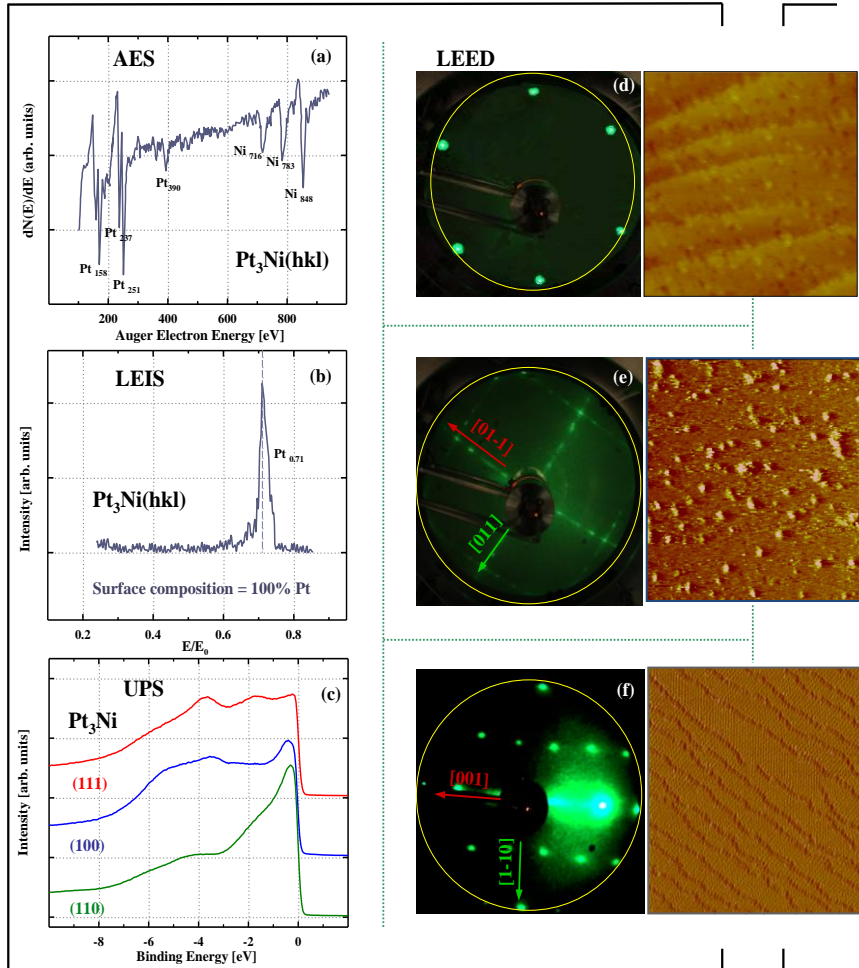 AES
(a)
dN(E)/dE (arb. units)
Pt 158
Pt 237
Pt 251
Pt 390
Ni 716
Ni 783
Ni 848
Pt3Ni(hkl)
200 400 600 800
Auger Electron Energy [eV]
LEIS
(b)
Intensity [arb. units]
Pt 0.71
Pt3Ni(hkl)
Surface composition = 100% Pt
0.2 0.4 0.6 0.8
E/E0
UPS
(c)
Pt3Ni
Intensity [arb. units]
(111)
(100)
(110)
-8 -6 -4 -2 0
Binding Energy [eV]
LEED
(d)
(e)
[01-1]
[011]
(f)
[001]
[1-10]